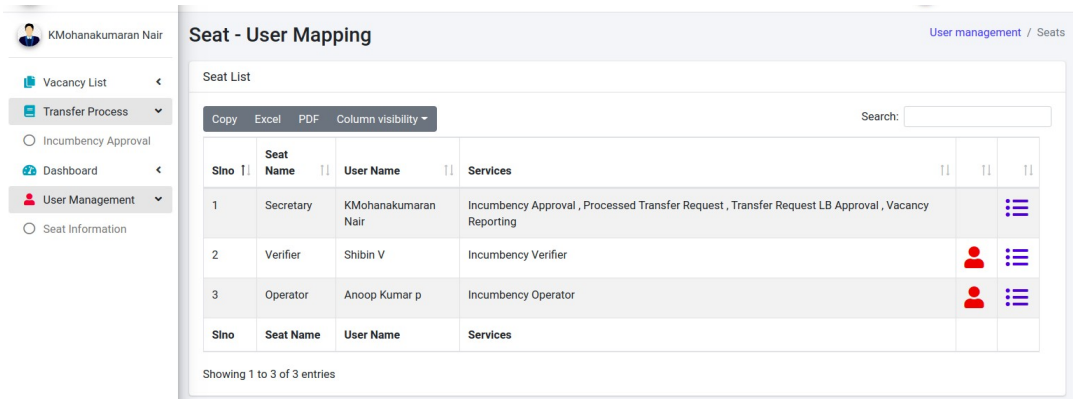 KMohanakumaran Nair
Vacancy List
Transfer Process
Incumbency Approval
Dashboard
User Management
Seat Information
Seat - User Mapping
User management / Seats
Seat List
Copy Excel PDF Column visibility
Search:
Slno Seat Name User Name Services
1 Secretary KMohanakumaran Nair Incumbency Approval , Processed Transfer Request , Transfer Request LB Approval , Vacancy Reporting
2 Verifier Shibin V Incumbency Verifier
3 Operator Anoop Kumar p Incumbency Operator
Slno Seat Name User Name Services
Showing 1 to 3 of 3 entries